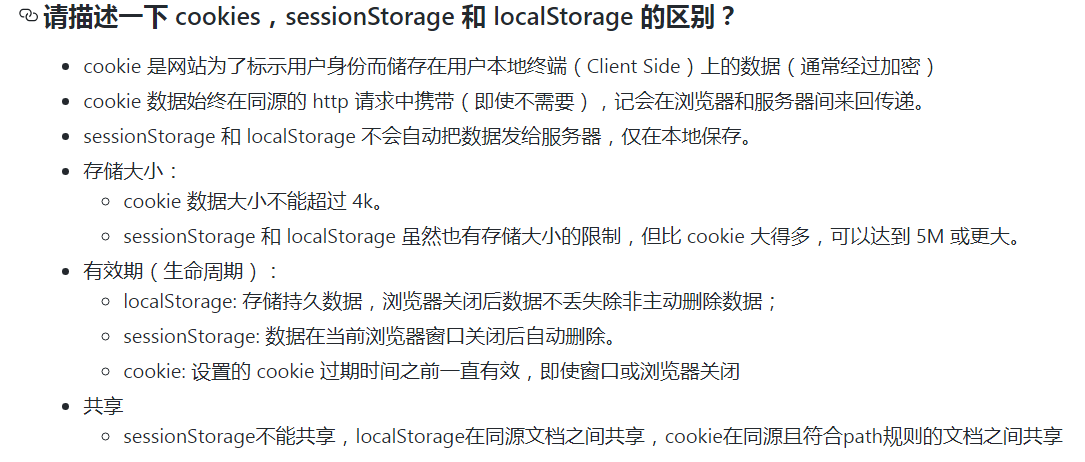 请描述一下 cookies，sessionStorage 和 localStorage 的区别？
cookie 是网站为了标示用户身份而储存在用户本地终端（Client Side）上的数据（通常经过加密）
cookie 数据始终在同源的 http 请求中携带（即使不需要），记会在浏览器和服务器间来回传递。
sessionStorage 和 localStorage 不会自动把数据发给服务器，仅在本地保存。
存储大小：
cookie 数据大小不能超过 4k。
sessionStorage 和 localStorage 虽然也有存储大小的限制，但比 cookie 大得多，可以达到 5M 或更大。
有效期（生命周期）：
localStorage: 存储持久数据，浏览器关闭后数据不丢失除非主动删除数据；
sessionStorage: 数据在当前浏览器窗口关闭后自动删除。
cookie: 设置的 cookie 过期时间之前一直有效，即使窗口或浏览器关闭
共享
sessionStorage不能共享，localStorage在同源文档之间共享，cookie在同源且符合path规则的文档之间共享